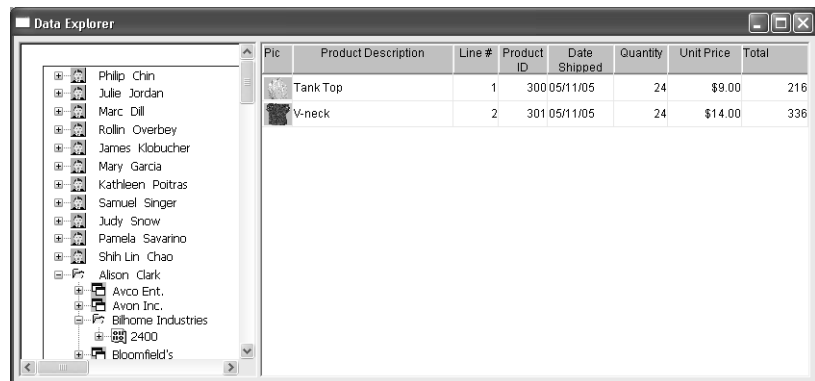 Data Explorer
Philip Chin
Julie Jordan
Marc Dill
Rollin Overbey
James Klobucher
Mary Garcia
Kathleen Poitras
Samuel Singer
Judy Snow
Pamela Savarino
Shih Lin Chao
Alison Clark
Avco Ent.
Avon Inc.
Bilhome Industries
2400
Bloomfield's
Pic Product Description Line # Product ID Date Shipped Quantity Unit Price Total
Tank Top 1 300 05/11/05 24 $9.00 216
V-neck 2 301 05/11/05 24 $14.00 336